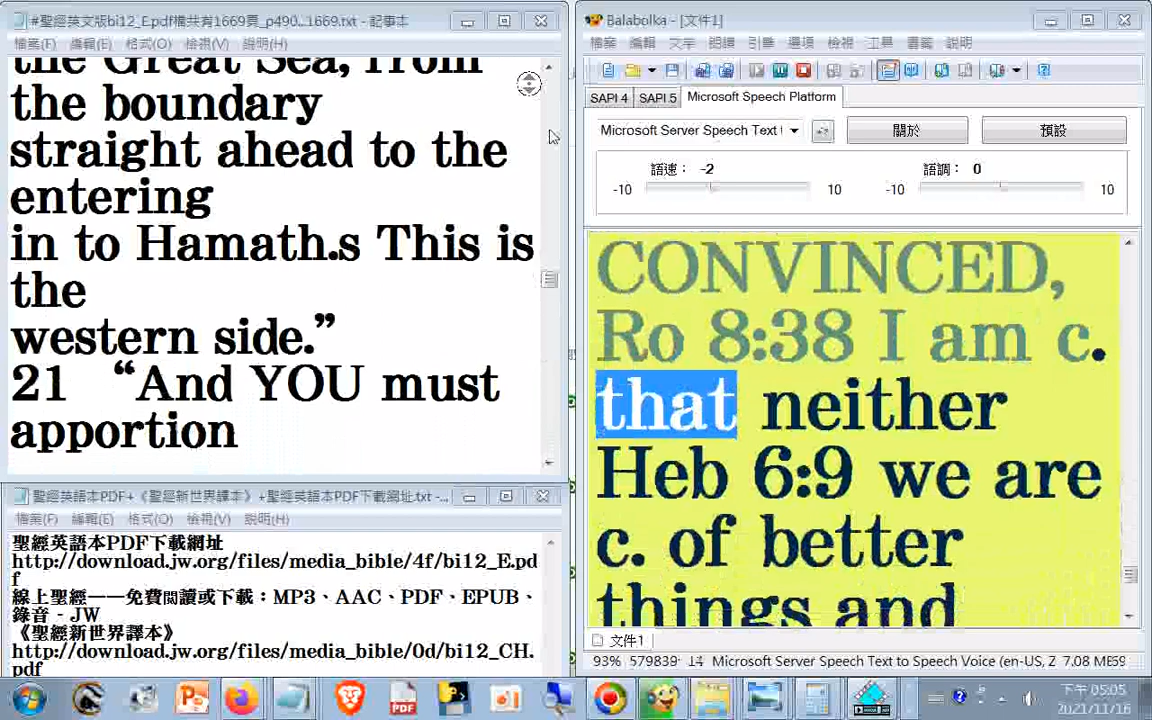 #聖經英文版bi12_E.pdf檔共有1669頁_p490...1669.txt - 記事本
檔案(F) 編輯(E) 格式(O) 檢視(V) 說明(H)
the Great Sea, from
the boundary
straight ahead to the
entering
in to Hamath.s This is
the
western side.”
21 “And YOU must
apportion
聖經英語本PDF+《聖經新世界譯本》+聖經英語本PDF下載網址.txt - ...
檔案(F) 編輯(E) 格式(O) 檢視(V) 說明(H)
聖經英語本PDF下載網址
http://download.jw.org/files/media_bible/4f/bi12_E.pd
f
線上聖經——免費閱讀或下載：MP3、AAC、PDF、EPUB、
錄音 - JW
《聖經新世界譯本》
http://download.jw.org/files/media_bible/0d/bi12_CH.
pdf
Balabolka - [文件1]
檔案 編輯 文字 朗讀 引擎 選項 檢視 工具 書籤 說明
SAPI 4 SAPI 5 Microsoft Speech Platform
Microsoft Server Speech Text 關於 預設
語速： -2 語調： 0
-10 10 -10 10
CONVINCED,
Ro 8:38 I am c.
that neither
Heb 6:9 we are
c. of better
things and
文件1
93% 579839 14 Microsoft Server Speech Text to Speech Voice (en-US, Z 7.08 ME59
下午 05:05
2021/11/16